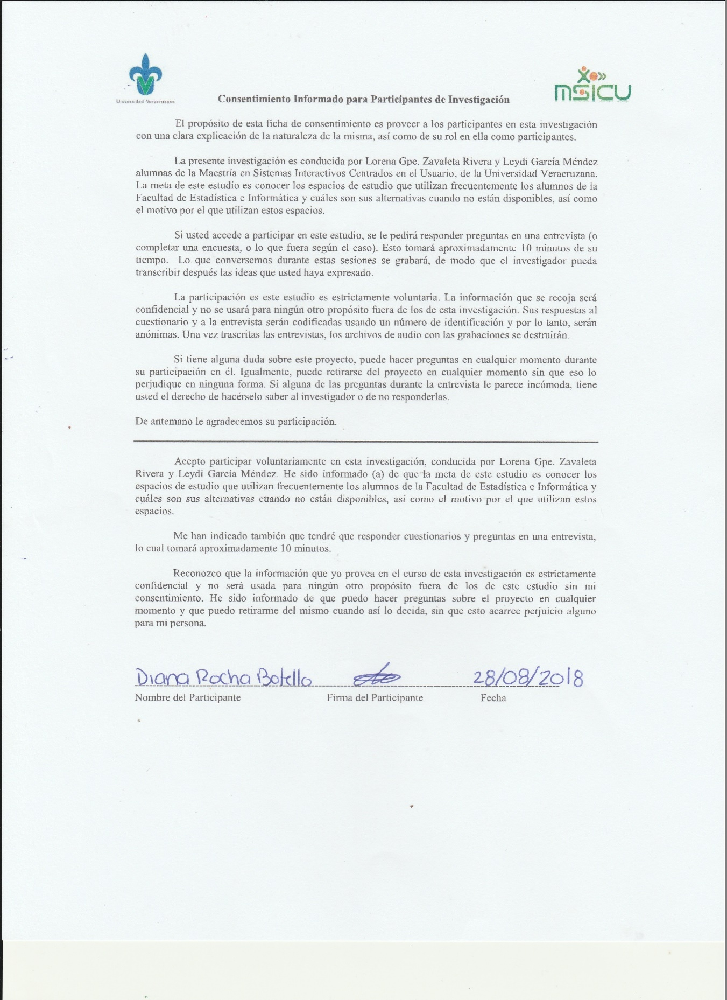 Universidad Veracruzana
MSICU
Consentimiento Informado para Participantes de Investigación
El propósito de esta ficha de consentimiento es proveer a los participantes en esta investigación
con una clara explicación de la naturaleza de la misma, así como de su rol en ella como participantes.
La presente investigación es conducida por Lorena Gpe. Zavaleta Rivera y Leydi García Méndez
alumnas de la Maestría en Sistemas Interactivos Centrados en el Usuario, de la Universidad Veracruzana.
La meta de este estudio es conocer los espacios de estudio que utilizan frecuentemente los alumnos de la
Facultad de Estadística e Informática y cuáles son sus alternativas cuando no están disponibles, así como
el motivo por el que utilizan estos espacios.
Si usted accede a participar en este estudio, se le pedirá responder preguntas en una entrevista (o
completar una encuesta, o lo que fuera según el caso). Esto tomará aproximadamente 10 minutos de su
tiempo. Lo que conversemos durante estas sesiones se grabará, de modo que el investigador pueda
transcribir después las ideas que usted haya expresado.
La participación es este estudio es estrictamente voluntaria. La información que se recoja será
confidencial y no se usará para ningún otro propósito fuera de los de esta investigación. Sus respuestas al
cuestionario y a la entrevista serán codificadas usando un número de identificación y por lo tanto, serán
anónimas. Una vez trascritas las entrevistas, los archivos de audio con las grabaciones se destruirán.
Si tiene alguna duda sobre este proyecto, puede hacer preguntas en cualquier momento durante
su participación en él. Igualmente, puede retirarse del proyecto en cualquier momento sin que eso lo
perjudique en ninguna forma. Si alguna de las preguntas durante la entrevista le parece incómoda, tiene
usted el derecho de hacérselo saber al investigador o de no responderlas.
De antemano le agradecemos su participación.
Acepto participar voluntariamente en esta investigación, conducida por Lorena Gpe. Zavaleta
Rivera y Leydi García Méndez. He sido informado (a) de que la meta de este estudio es conocer los
espacios de estudio que utilizan frecuentemente los alumnos de la Facultad de Estadística e Informática y
cuáles son sus alternativas cuando no están disponibles, así como el motivo por el que utilizan estos
espacios.
Me han indicado también que tendré que responder cuestionarios y preguntas en una entrevista,
lo cual tomará aproximadamente 10 minutos.
Reconozco que la información que yo provea en el curso de esta investigación es estrictamente
confidencial y no será usada para ningún otro propósito fuera de los de este estudio sin mi
consentimiento. He sido informado de que puedo hacer preguntas sobre el proyecto en cualquier
momento y que puedo retirarme del mismo cuando así lo decida, sin que esto acarree perjuicio alguno
para mi persona.
Diana Rocha Botello 28/08/2018
Nombre del Participante Firma del Participante Fecha